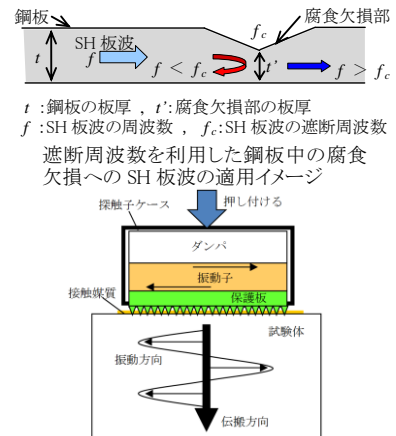 鋼板
f_c
腐食欠損部
SH 板波
t
f
f < f_c
t’
f > f_c
t :鋼板の板厚 , t’:腐食欠損部の板厚
f :SH 板波の周波数 , f_c:SH 板波の遮断周波数
遮断周波数を利用した鋼板中の腐食
欠損への SH 板波の適用イメージ
探触子ケース
押し付ける
ダンパ
振動子
接触媒質
保護板
試験体
振動方向
伝搬方向